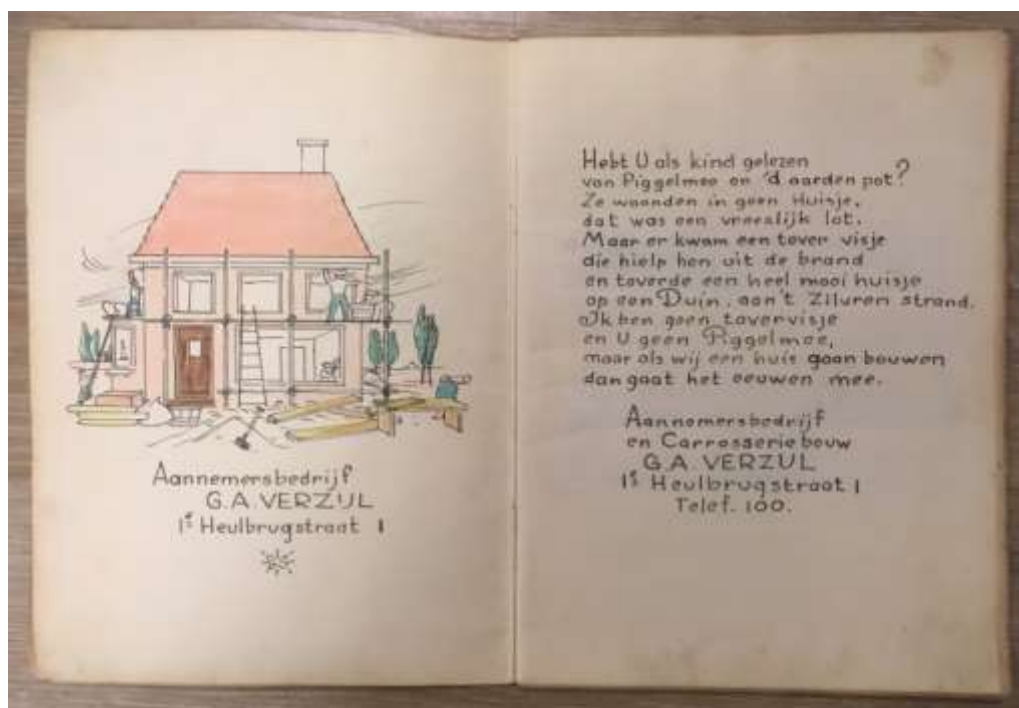 Aannemersbedrijf
G.A. VERZUL
1e Heulbrugstraat 1
Hebt U als kind gelezen
van Piggelmee en 'd aarden pot?
Ze woonden in geen Huisje,
dat was een vreeslijk lot.
Maar er kwam een tover visje
die hielp hen uit de brand
en toverde een heel mooi huisje
op een Duin, aan't Zilv'ren strand.
Ik ben geen tovervisje
en U geen Piggelmee,
maar als wij een huis gaan bouwen
dan gaat het eeuwen mee.
Aannemersbedrijf
en Carrosseriebouw
G.A. VERZUL
1e Heulbrugstraat 1
Telef. 100.